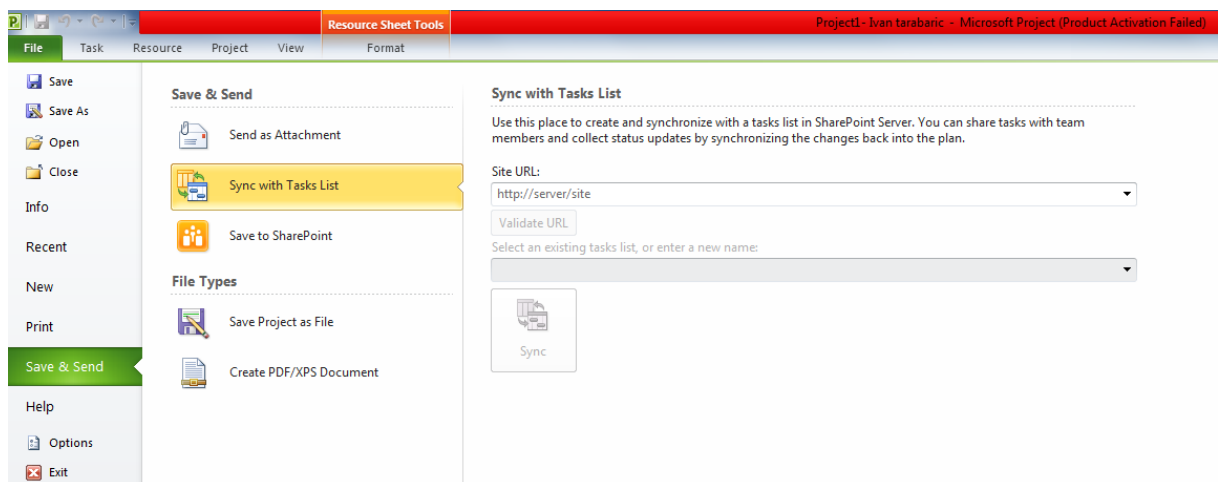 Resource Sheet Tools
Project1- Ivan tarabaric - Microsoft Project (Product Activation Failed)
File Task Resource Project View Format
Save
Save As
Open
Close
Info
Recent
New
Print
Save & Send
Help
Options
Exit
Save & Send
Send as Attachment
Sync with Tasks List
Save to SharePoint
File Types
Save Project as File
Create PDF/XPS Document
Sync with Tasks List
Use this place to create and synchronize with a tasks list in SharePoint Server. You can share tasks with team
members and collect status updates by synchronizing the changes back into the plan.
Site URL:
http://server/site
Validate URL
Select an existing tasks list, or enter a new name:
Sync